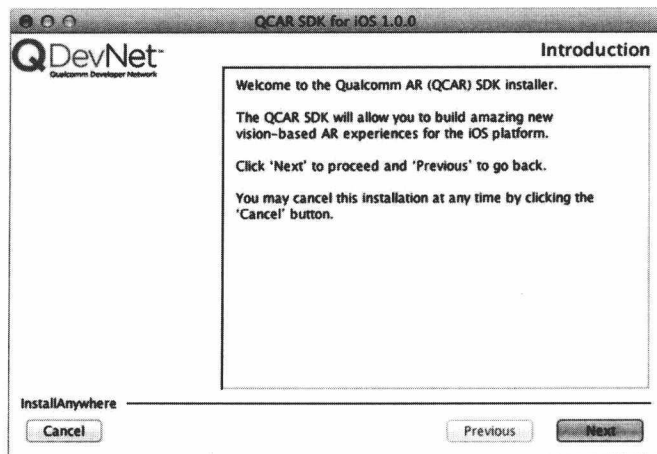 QCAR SDK for iOS 1.0.0
QDevNet™
Qualcomm Developer Network
Introduction
Welcome to the Qualcomm AR (QCAR) SDK installer.
The QCAR SDK will allow you to build amazing new
vision-based AR experiences for the iOS platform.
Click 'Next' to proceed and 'Previous' to go back.
You may cancel this installation at any time by clicking the
'Cancel' button.
InstallAnywhere
Cancel
Previous
Next